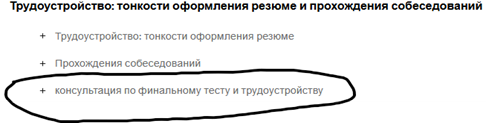 Трудоустройство: тонкости оформления резюме и прохождения собеседований
+ Трудоустройство: тонкости оформления резюме
+ Прохождения собеседований
+ консультация по финальному тесту и трудоустройству